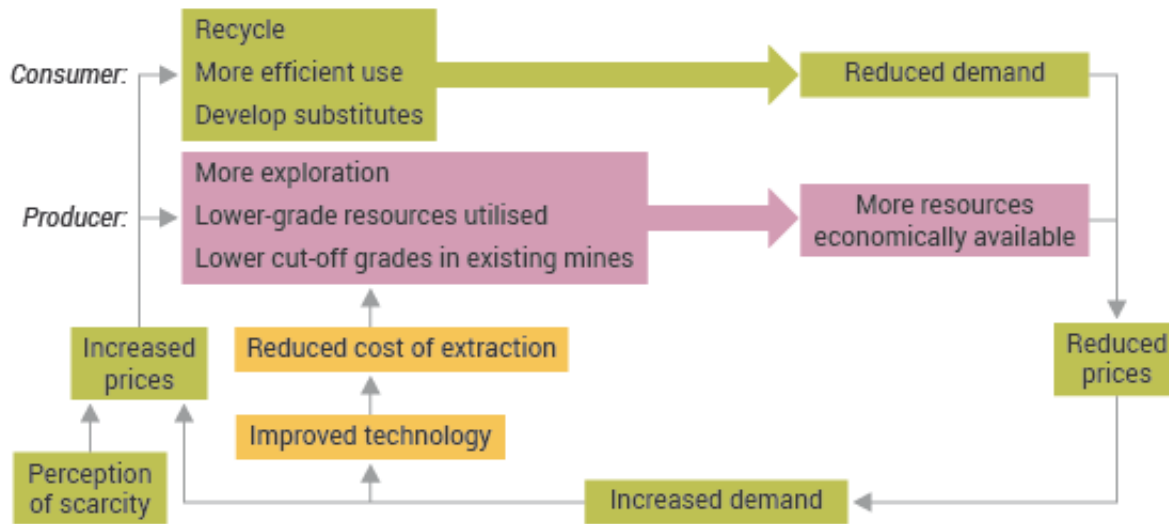 Consumer:
Recycle
More efficient use
Develop substitutes
Reduced demand
Producer:
More exploration
Lower-grade resources utilised
Lower cut-off grades in existing mines
More resources
economically available
Increased
prices
Reduced cost of extraction
Reduced
prices
Improved technology
Perception
of scarcity
Increased demand